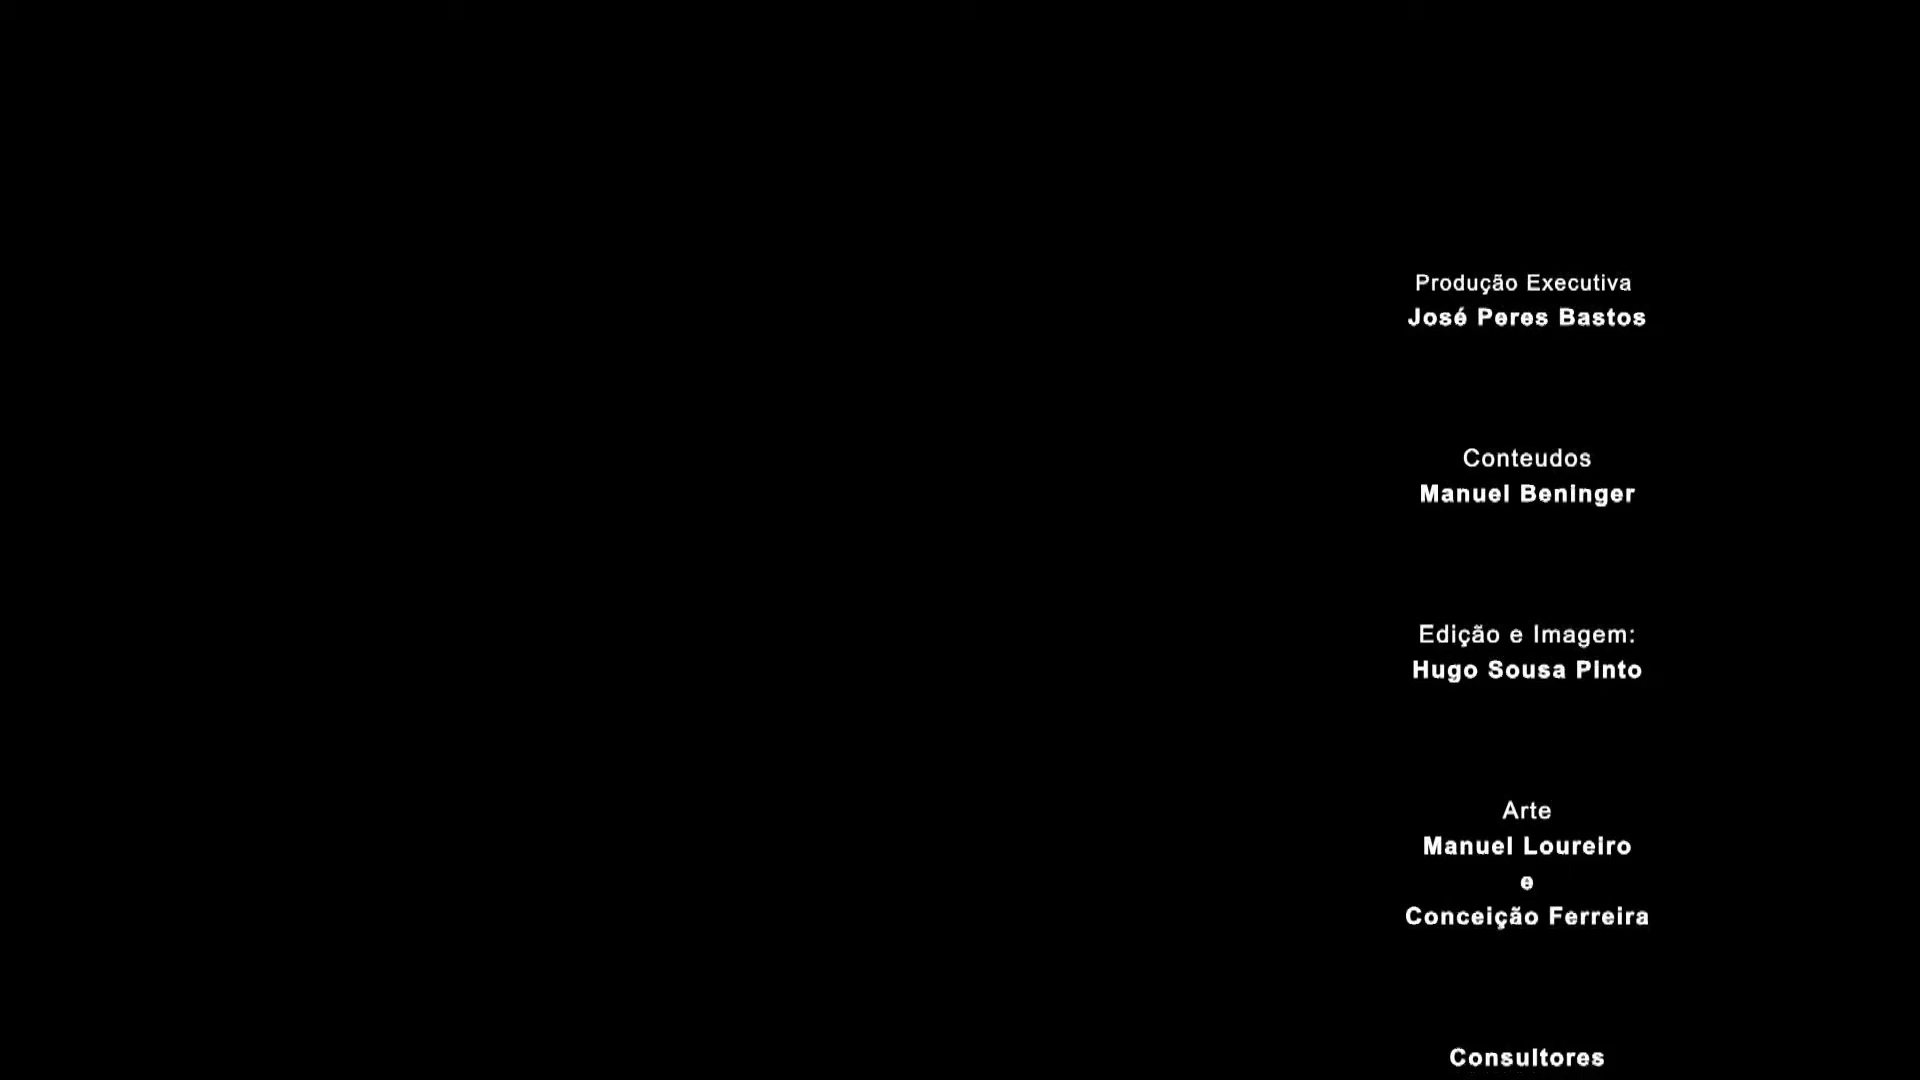 Produção Executiva
José Peres Bastos
Conteudos
Manuel Beninger
Edição e Imagem:
Hugo Sousa Pinto
Arte
Manuel Loureiro
e
Conceição Ferreira
Consultores